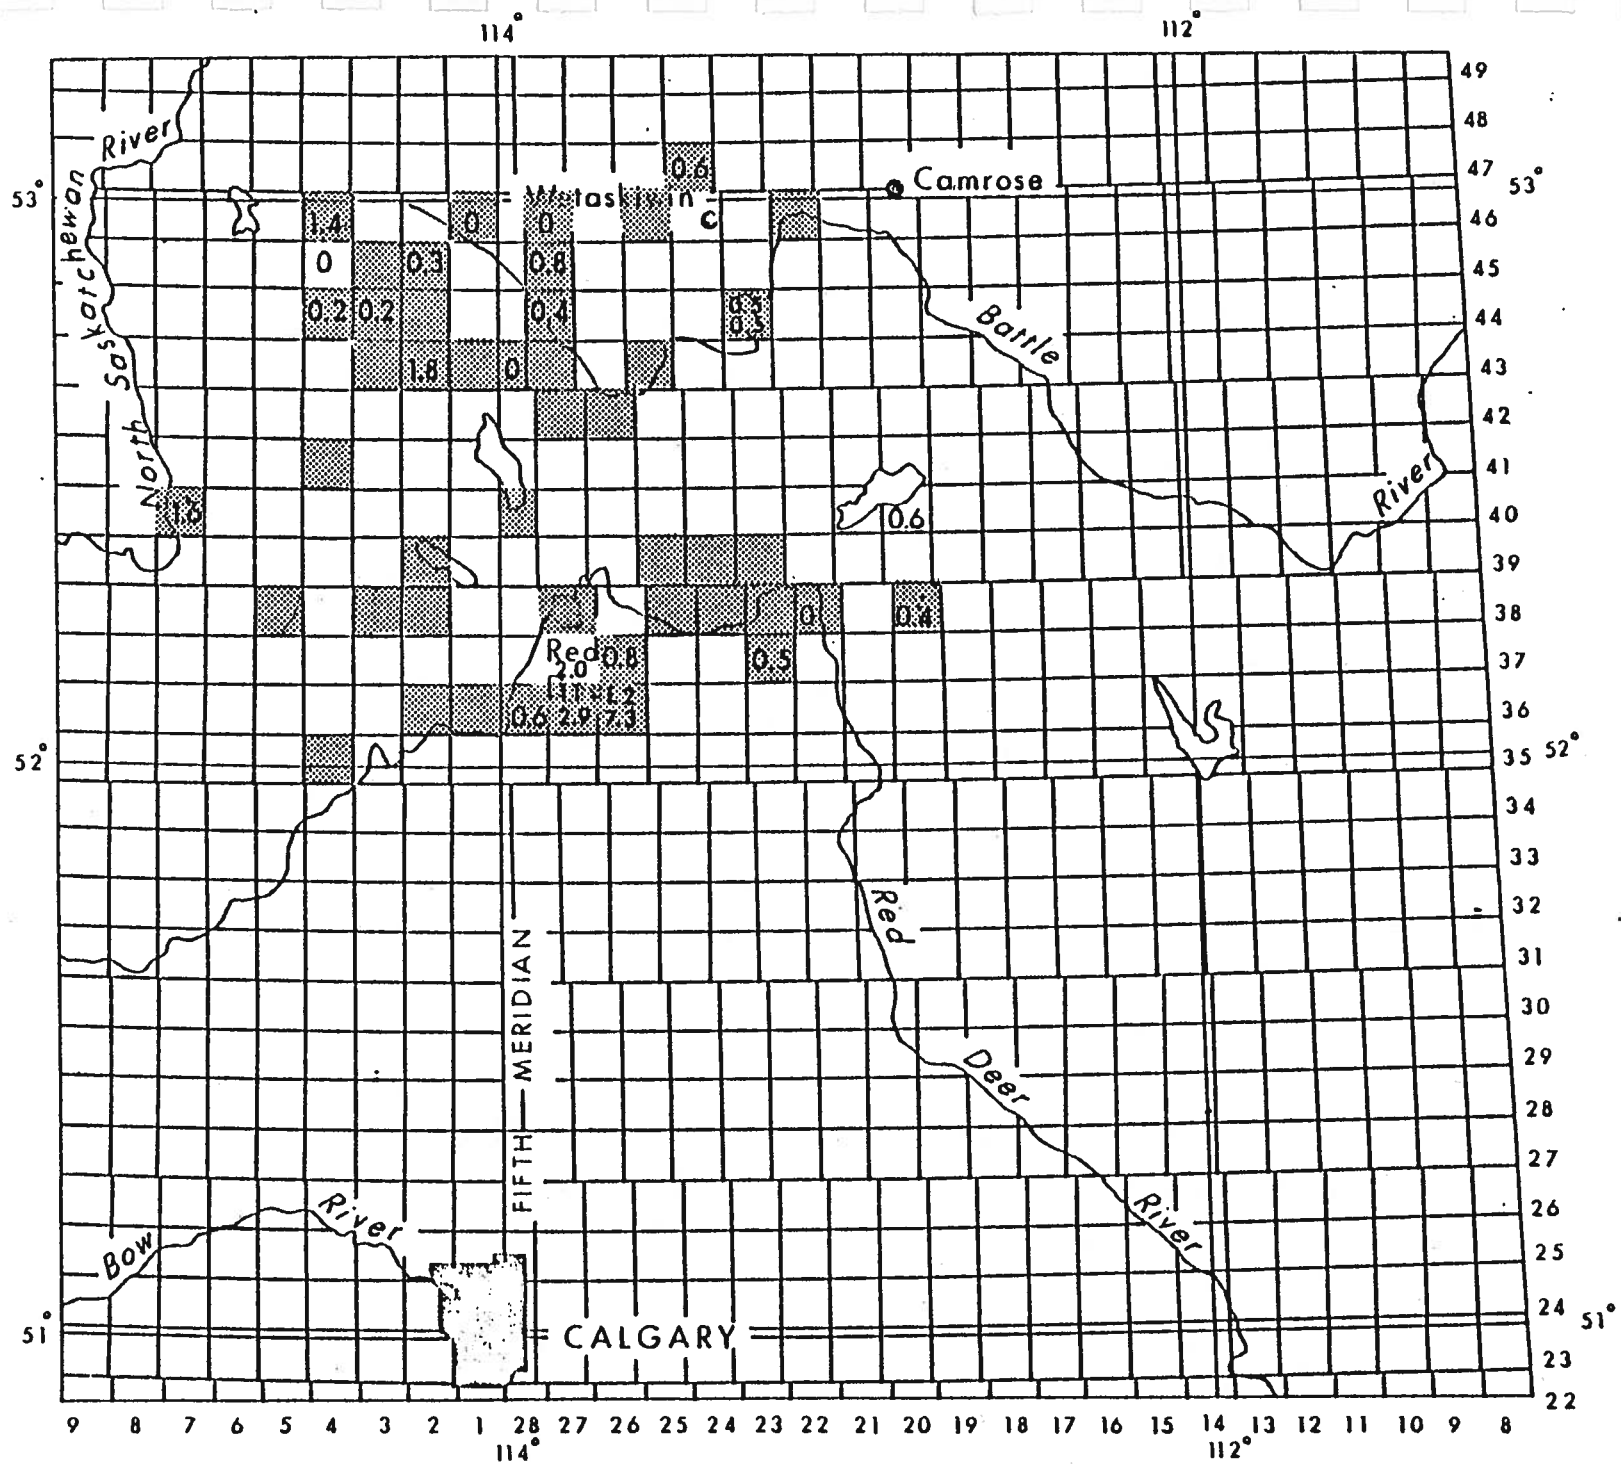 114° 112°
49
48
River
47
0.6
53° Camrose 53°
Wetaskiwin
1.4 0 0 C 46
0 0.3 0.8 45
0.2 0.2 0.4 0.5 44
0.3
Battle
1.8 0 43
North Saskatchewan
42
41
River
1.6 0.6 40
39
0 0.4 38
Red 0.8 0.5 37
2.0
0.6 2.9 7.3 36
52° 35 52°
34
33
Red
32
31
30
Deer
29
28
27
FIFTH MERIDIAN
River
River
26
Bow
25
24
51° CALGARY 51°
23
22
9 8 7 6 5 4 3 2 1 28 27 26 25 24 23 22 21 20 19 18 17 16 15 14 13 12 11 10 9 8
114° 112°